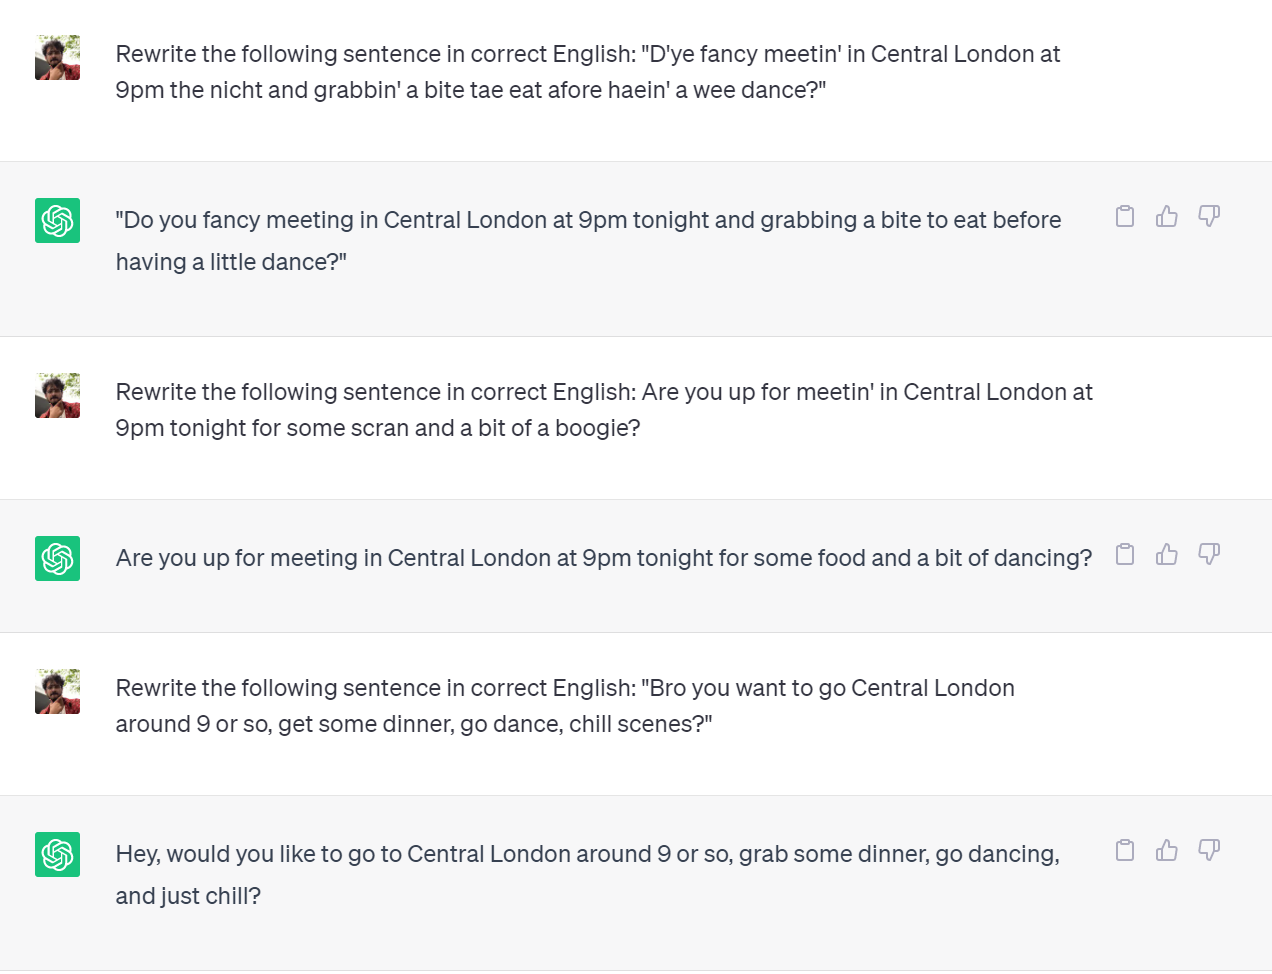 Rewrite the following sentence in correct English: "D'ye fancy meetin' in Central London at
9pm the nicht and grabbin' a bite tae eat afore haein' a wee dance?"
"Do you fancy meeting in Central London at 9pm tonight and grabbing a bite to eat before
having a little dance?"
Rewrite the following sentence in correct English: Are you up for meetin' in Central London at
9pm tonight for some scran and a bit of a boogie?
Are you up for meeting in Central London at 9pm tonight for some food and a bit of dancing?
Rewrite the following sentence in correct English: "Bro you want to go Central London
around 9 or so, get some dinner, go dance, chill scenes?"
Hey, would you like to go to Central London around 9 or so, grab some dinner, go dancing,
and just chill?